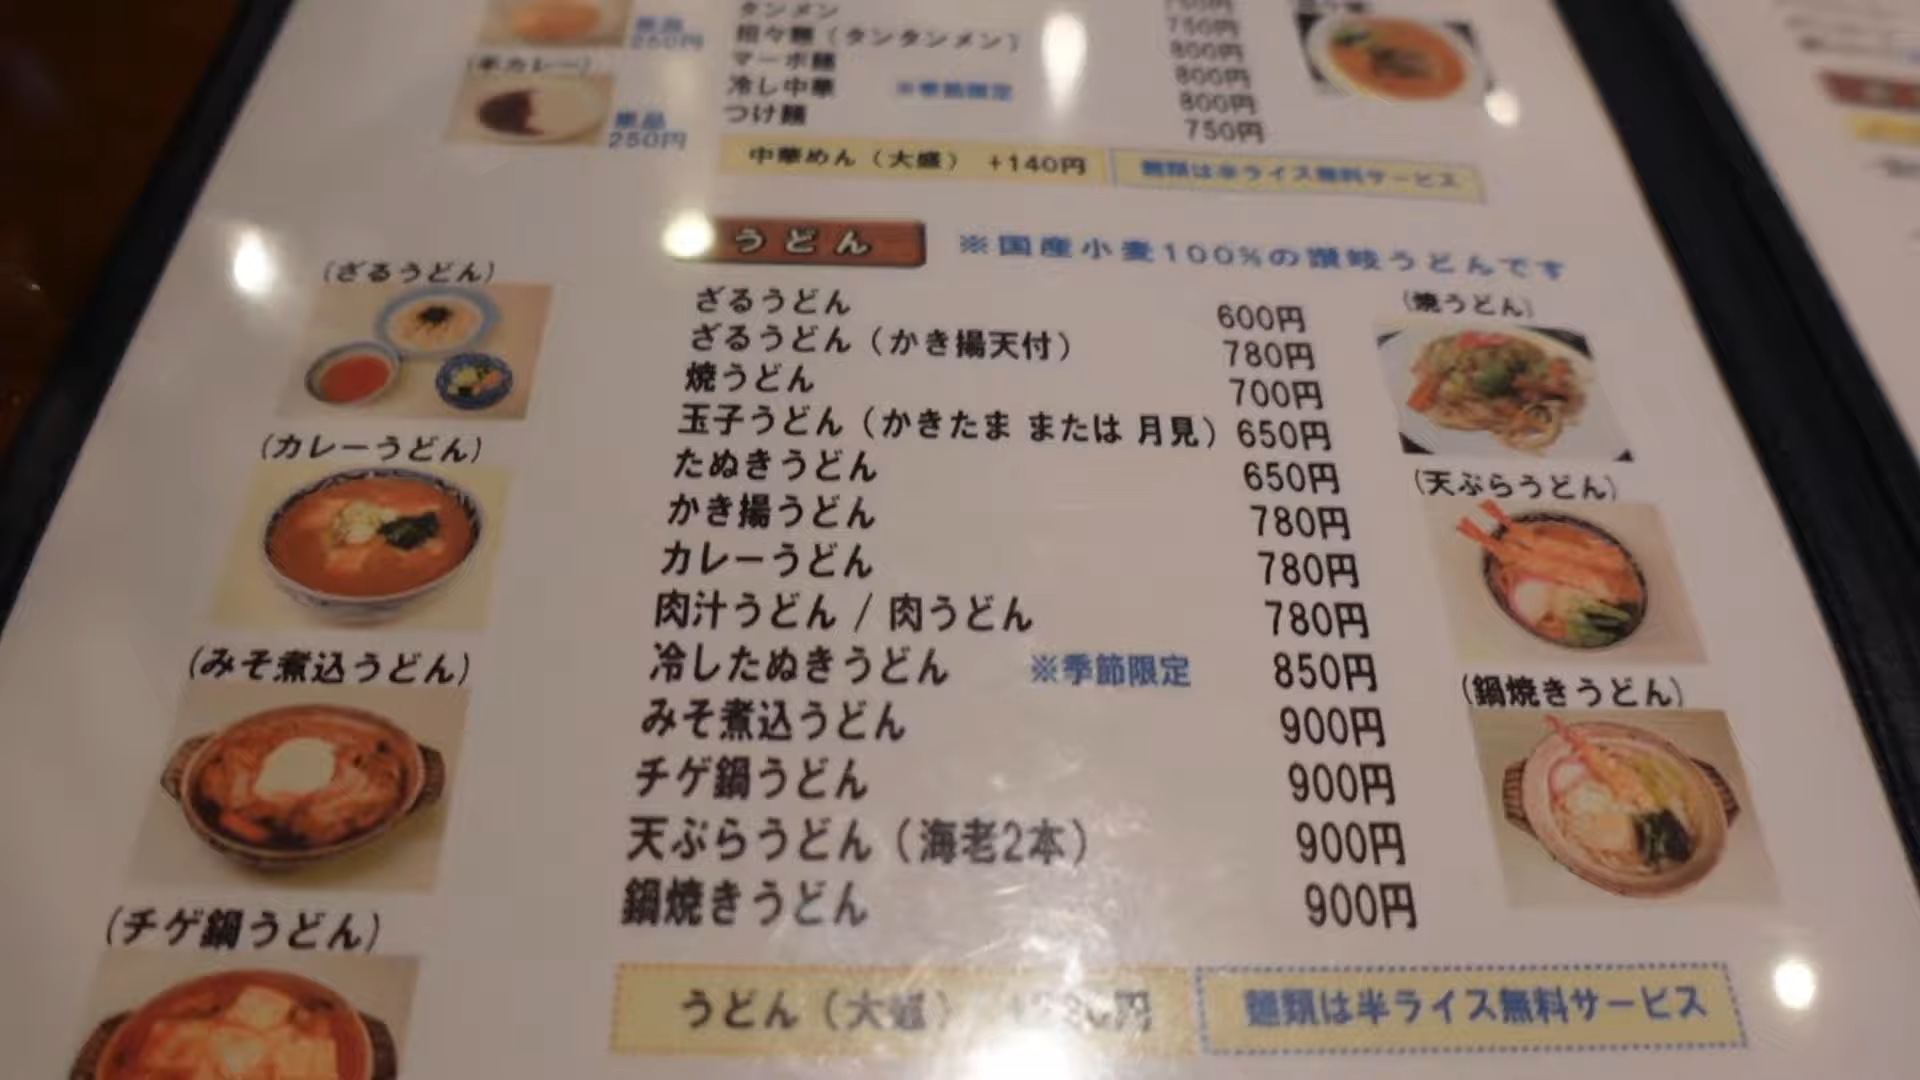 単品
250円
(半カレー)
単品
250円
タンメン
担々麺（タンタンメン） 750円
マーボ麺 800円
冷し中華 ※季節限定 800円
つけ麺 750円
中華めん（大盛） +140円
麺類は半ライス無料サービス
うどん
※国産小麦100%の讃岐うどんです
(ざるうどん)
(カレーうどん)
(みそ煮込うどん)
(チゲ鍋うどん)
ざるうどん 600円
ざるうどん（かき揚天付） 780円
焼うどん 700円
玉子うどん（かきたま または 月見） 650円
たぬきうどん 650円
かき揚うどん 780円
カレーうどん 780円
肉汁うどん / 肉うどん 780円
冷したぬきうどん ※季節限定 850円
みそ煮込うどん 900円
チゲ鍋うどん 900円
天ぷらうどん（海老2本） 900円
鍋焼きうどん 900円
(焼うどん)
(天ぷらうどん)
(鍋焼きうどん)
うどん（大盛）
麺類は半ライス無料サービス